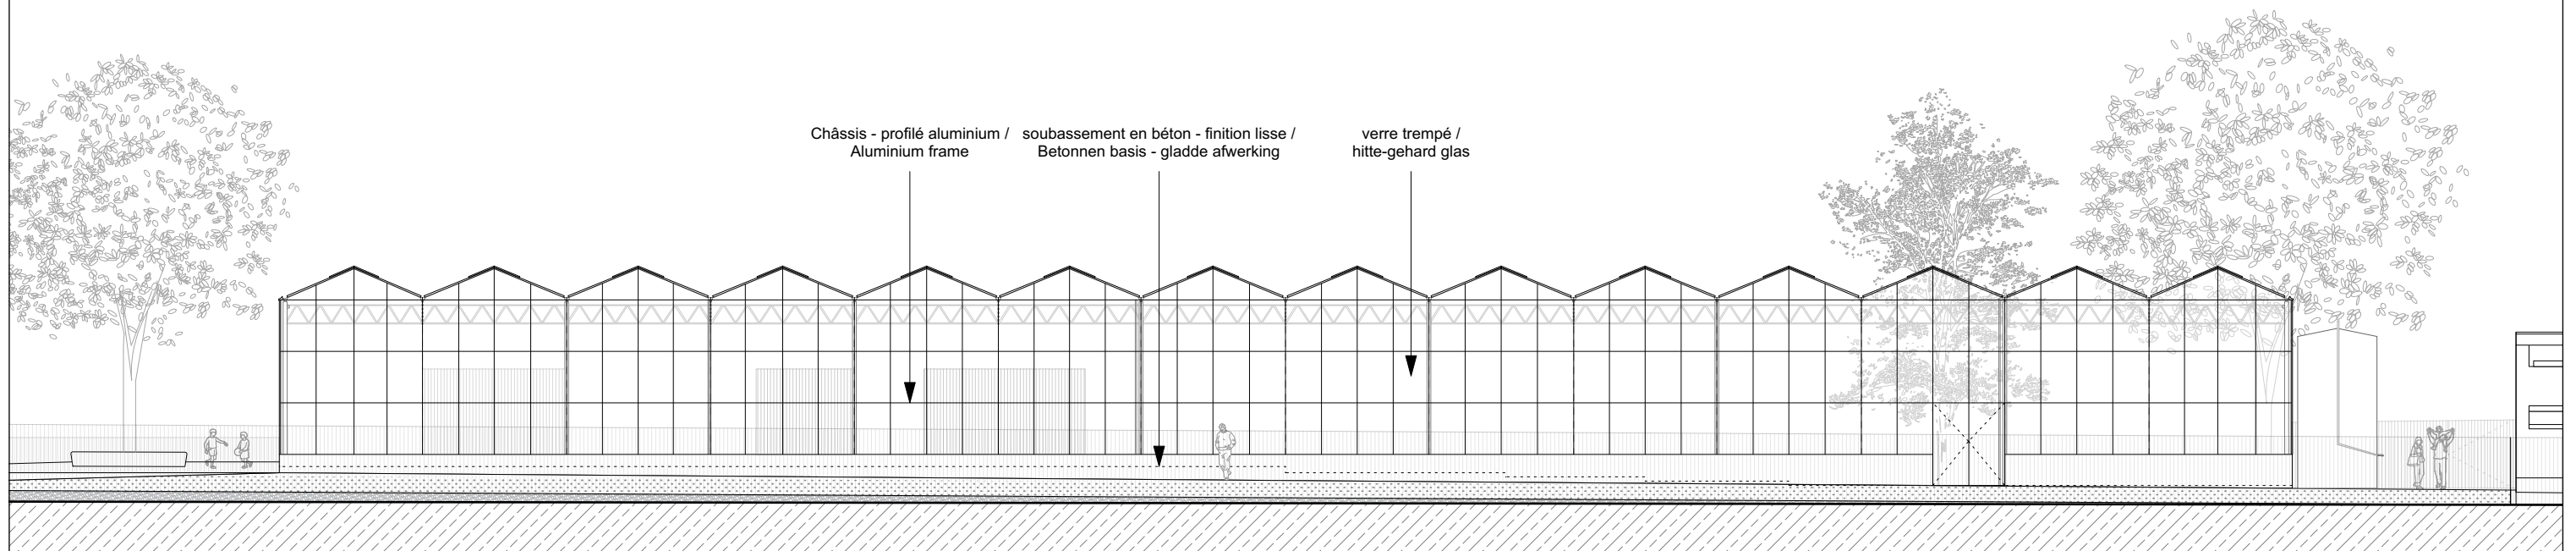 Châssis - profilé aluminium /
Aluminium frame
soubassement en béton - finition lisse /
Betonnen basis - gladde afwerking
verre trempé /
hitte-gehard glas